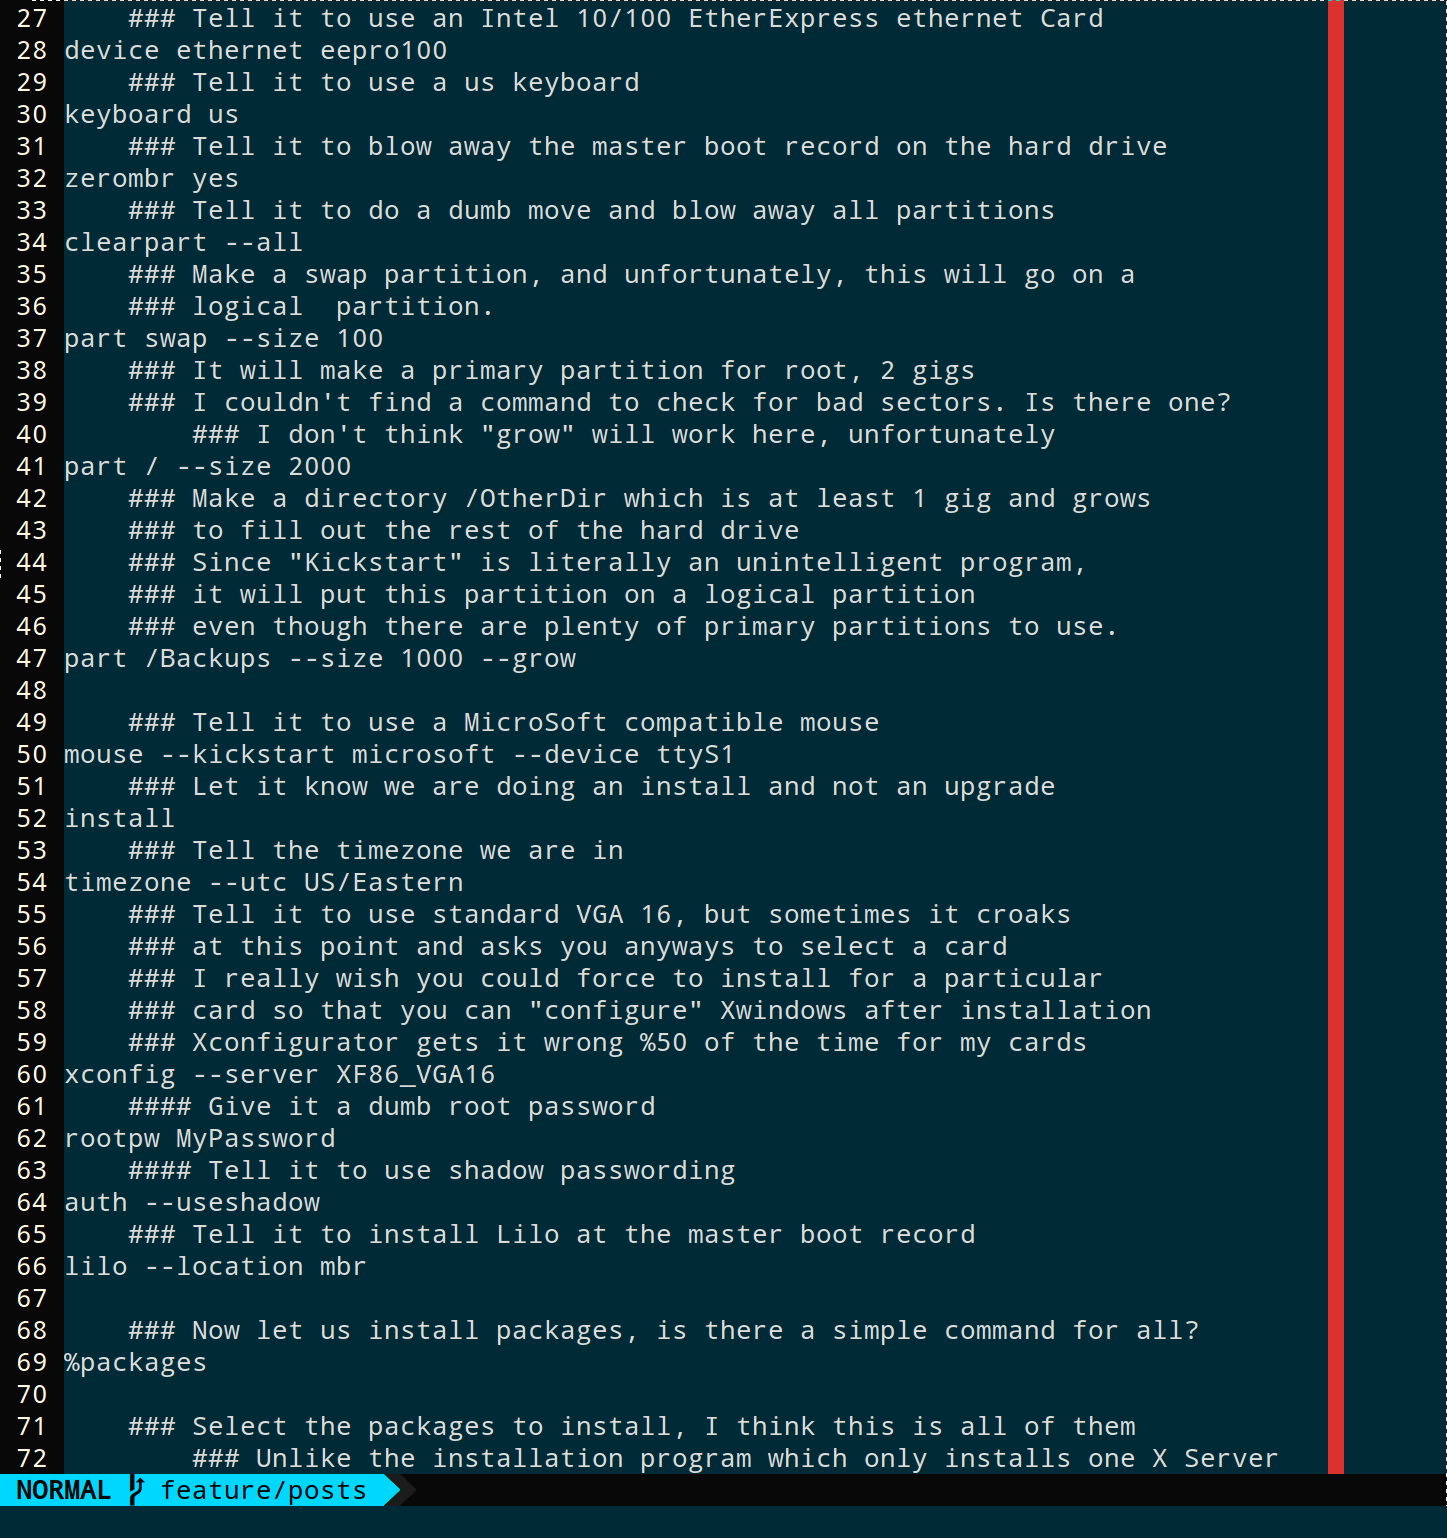 27     ### Tell it to use an Intel 10/100 EtherExpress ethernet Card
28 device ethernet eepro100
29     ### Tell it to use a us keyboard
30 keyboard us
31     ### Tell it to blow away the master boot record on the hard drive
32 zerombr yes
33     ### Tell it to do a dumb move and blow away all partitions
34 clearpart --all
35     ### Make a swap partition, and unfortunately, this will go on a
36     ### logical  partition.
37 part swap --size 100
38     ### It will make a primary partition for root, 2 gigs
39     ### I couldn't find a command to check for bad sectors. Is there one?
40         ### I don't think "grow" will work here, unfortunately
41 part / --size 2000
42     ### Make a directory /OtherDir which is at least 1 gig and grows
43     ### to fill out the rest of the hard drive
44     ### Since "Kickstart" is literally an unintelligent program,
45     ### it will put this partition on a logical partition
46     ### even though there are plenty of primary partitions to use.
47 part /Backups --size 1000 --grow
48
49     ### Tell it to use a MicroSoft compatible mouse
50 mouse --kickstart microsoft --device ttyS1
51     ### Let it know we are doing an install and not an upgrade
52 install
53     ### Tell the timezone we are in
54 timezone --utc US/Eastern
55     ### Tell it to use standard VGA 16, but sometimes it croaks
56     ### at this point and asks you anyways to select a card
57     ### I really wish you could force to install for a particular
58     ### card so that you can "configure" Xwindows after installation
59     ### Xconfigurator gets it wrong %50 of the time for my cards
60 xconfig --server XF86_VGA16
61     #### Give it a dumb root password
62 rootpw MyPassword
63     #### Tell it to use shadow passwording
64 auth --useshadow
65     ### Tell it to install Lilo at the master boot record
66 lilo --location mbr
67
68     ### Now let us install packages, is there a simple command for all?
69 %packages
70
71     ### Select the packages to install, I think this is all of them
72         ### Unlike the installation program which only installs one X Server
NORMAL feature/posts